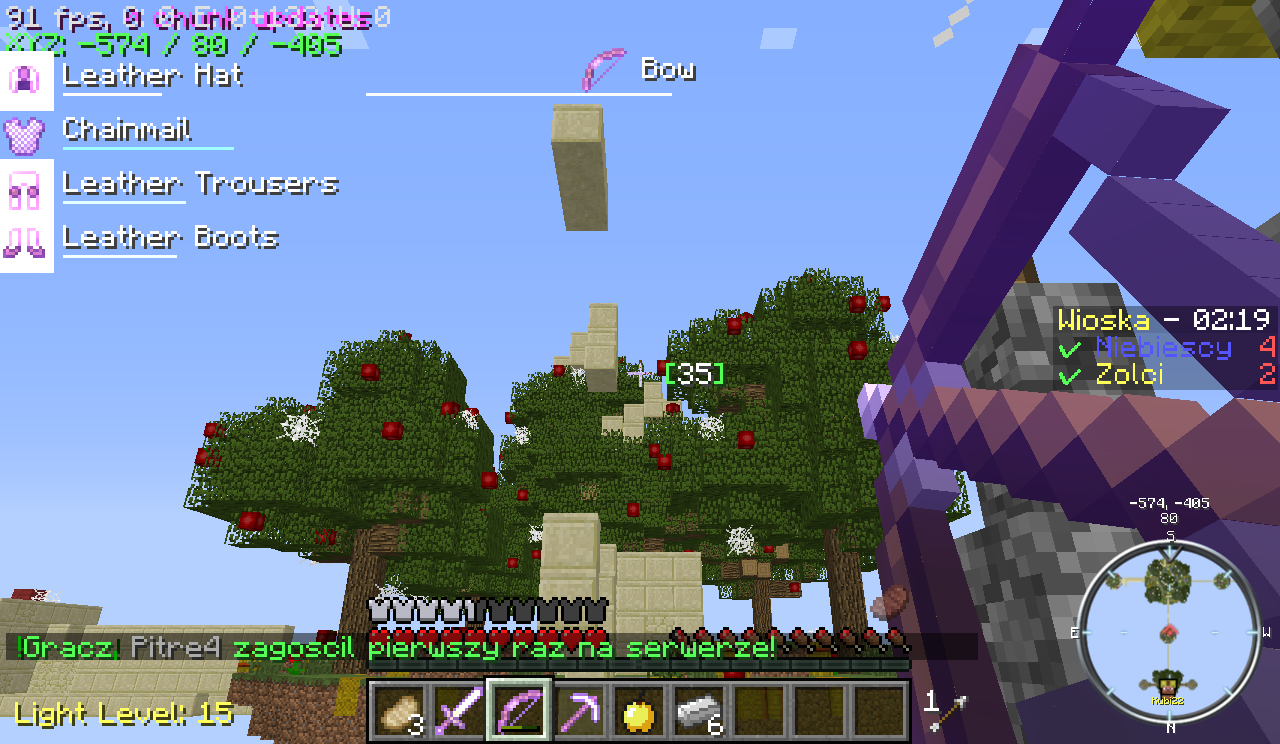 91 fps, 0 chunk updates
XYZ: -574 / 80 / -405
Leather Hat
Bow
Chainmail
Leather Trousers
Leather Boots
Wioska - 02:19
✓ Niebiescy 4
✓ Zolci 2
[35]
-574, -405
80
S
E
W
N
kubi22
!Gracz! Pitre4 zagoscil pierwszy raz na serwerze!
Light Level: 15
3
6
1